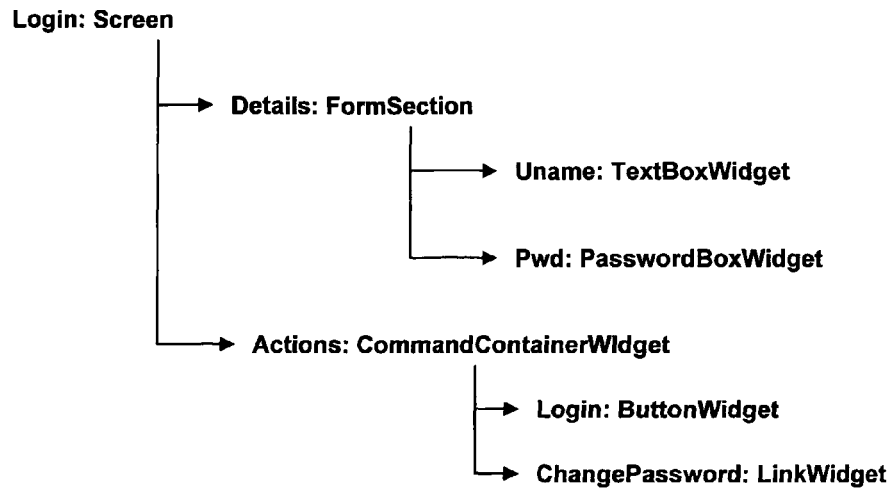 Login: Screen
Details: FormSection
Uname: TextBoxWidget
Pwd: PasswordBoxWidget
Actions: CommandContainerWIdget
Login: ButtonWidget
ChangePassword: LinkWidget